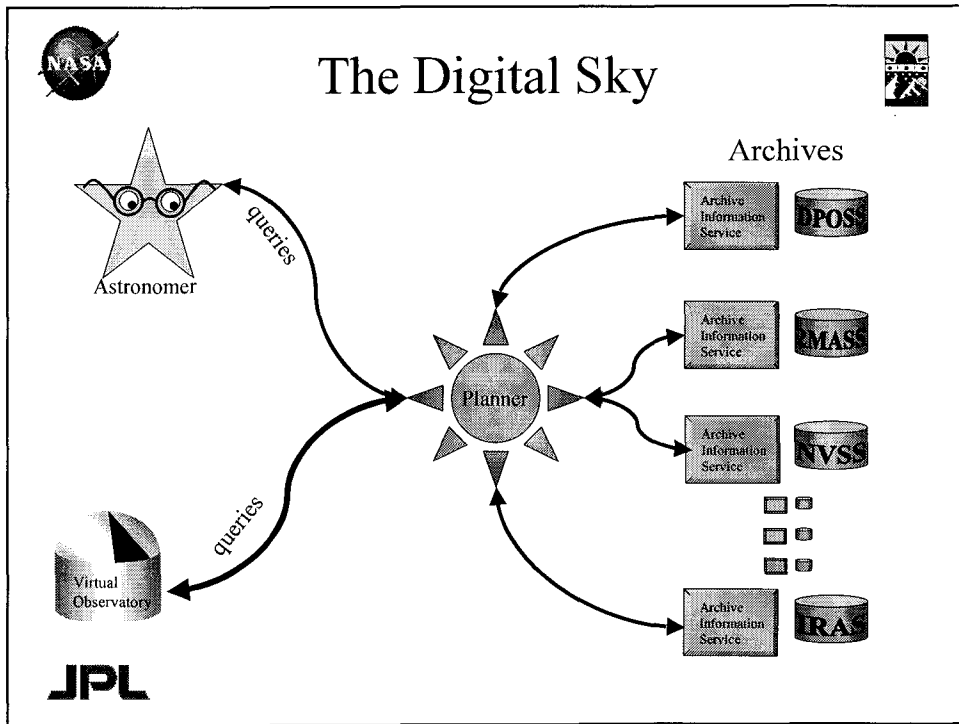 NASA
The Digital Sky
Archives
queries
Astronomer
Archive
Information
Service
DPOSS
Archive
Information
Service
2MASS
Planner
Archive
Information
Service
NVSS
queries
Virtual
Observatory
Archive
Information
Service
IRAS
JPL